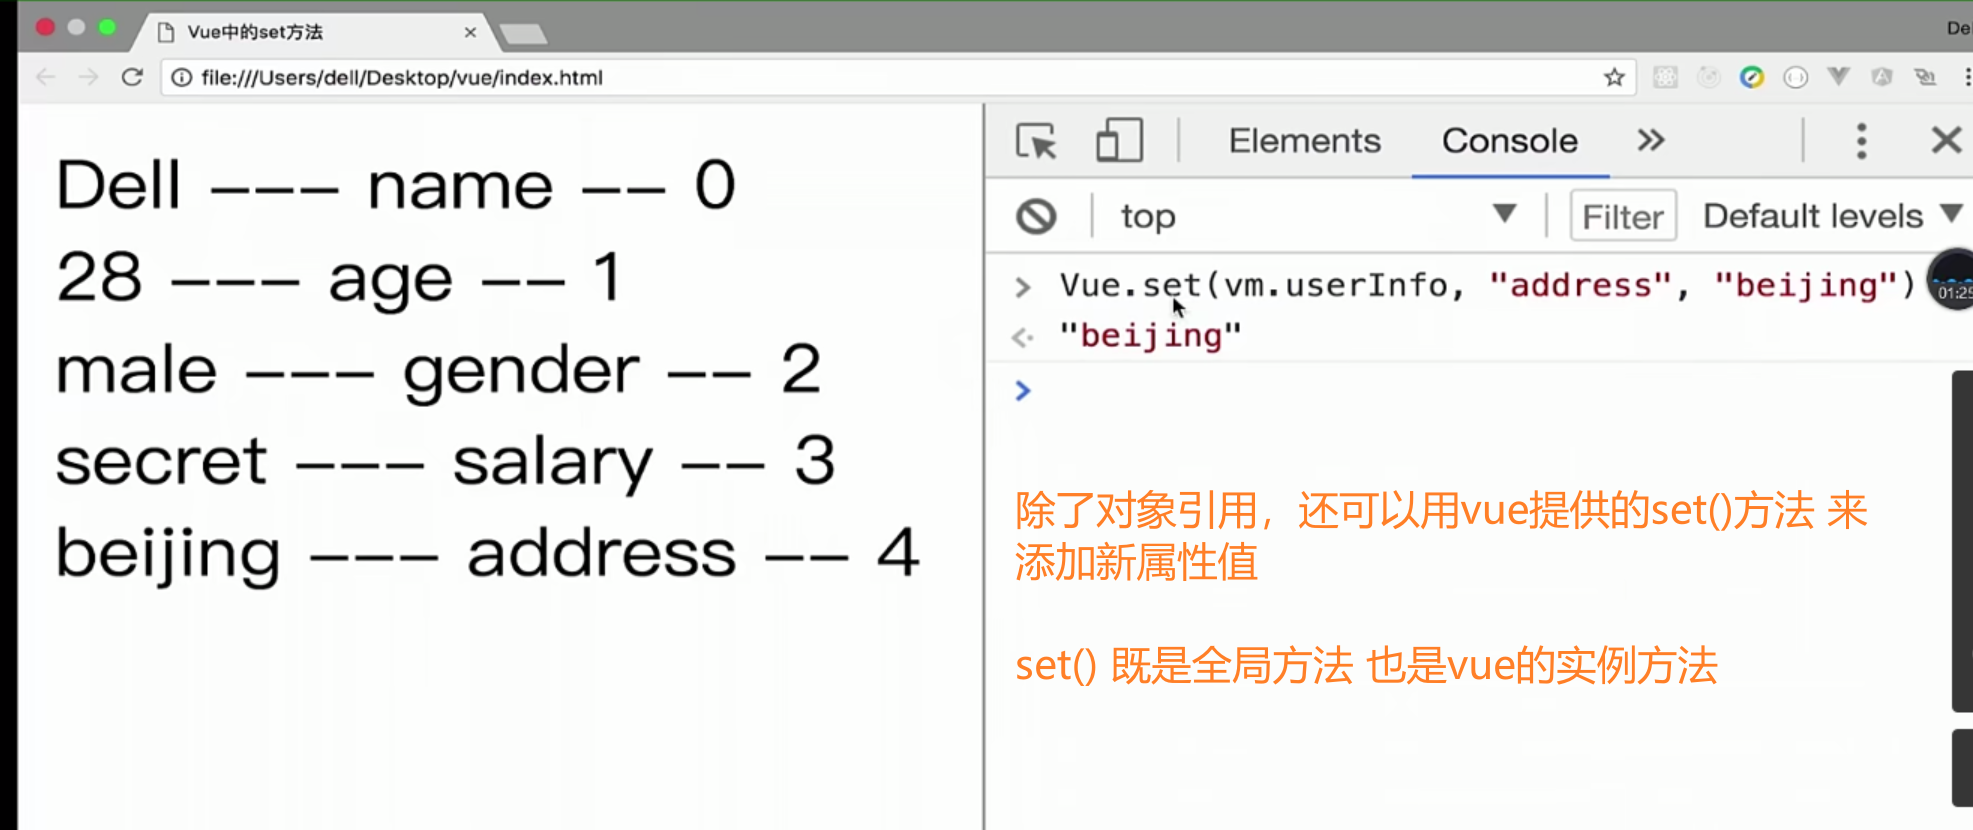 Vue中的set方法
De
file:///Users/dell/Desktop/vue/index.html
Dell --- name -- 0
28 --- age -- 1
male --- gender -- 2
secret --- salary -- 3
beijing --- address -- 4
Elements Console
top Filter Default levels
Vue.set(vm.userInfo, "address", "beijing")
01:25
"beijing"
除了对象引用，还可以用vue提供的set()方法 来
添加新属性值
set() 既是全局方法 也是vue的实例方法